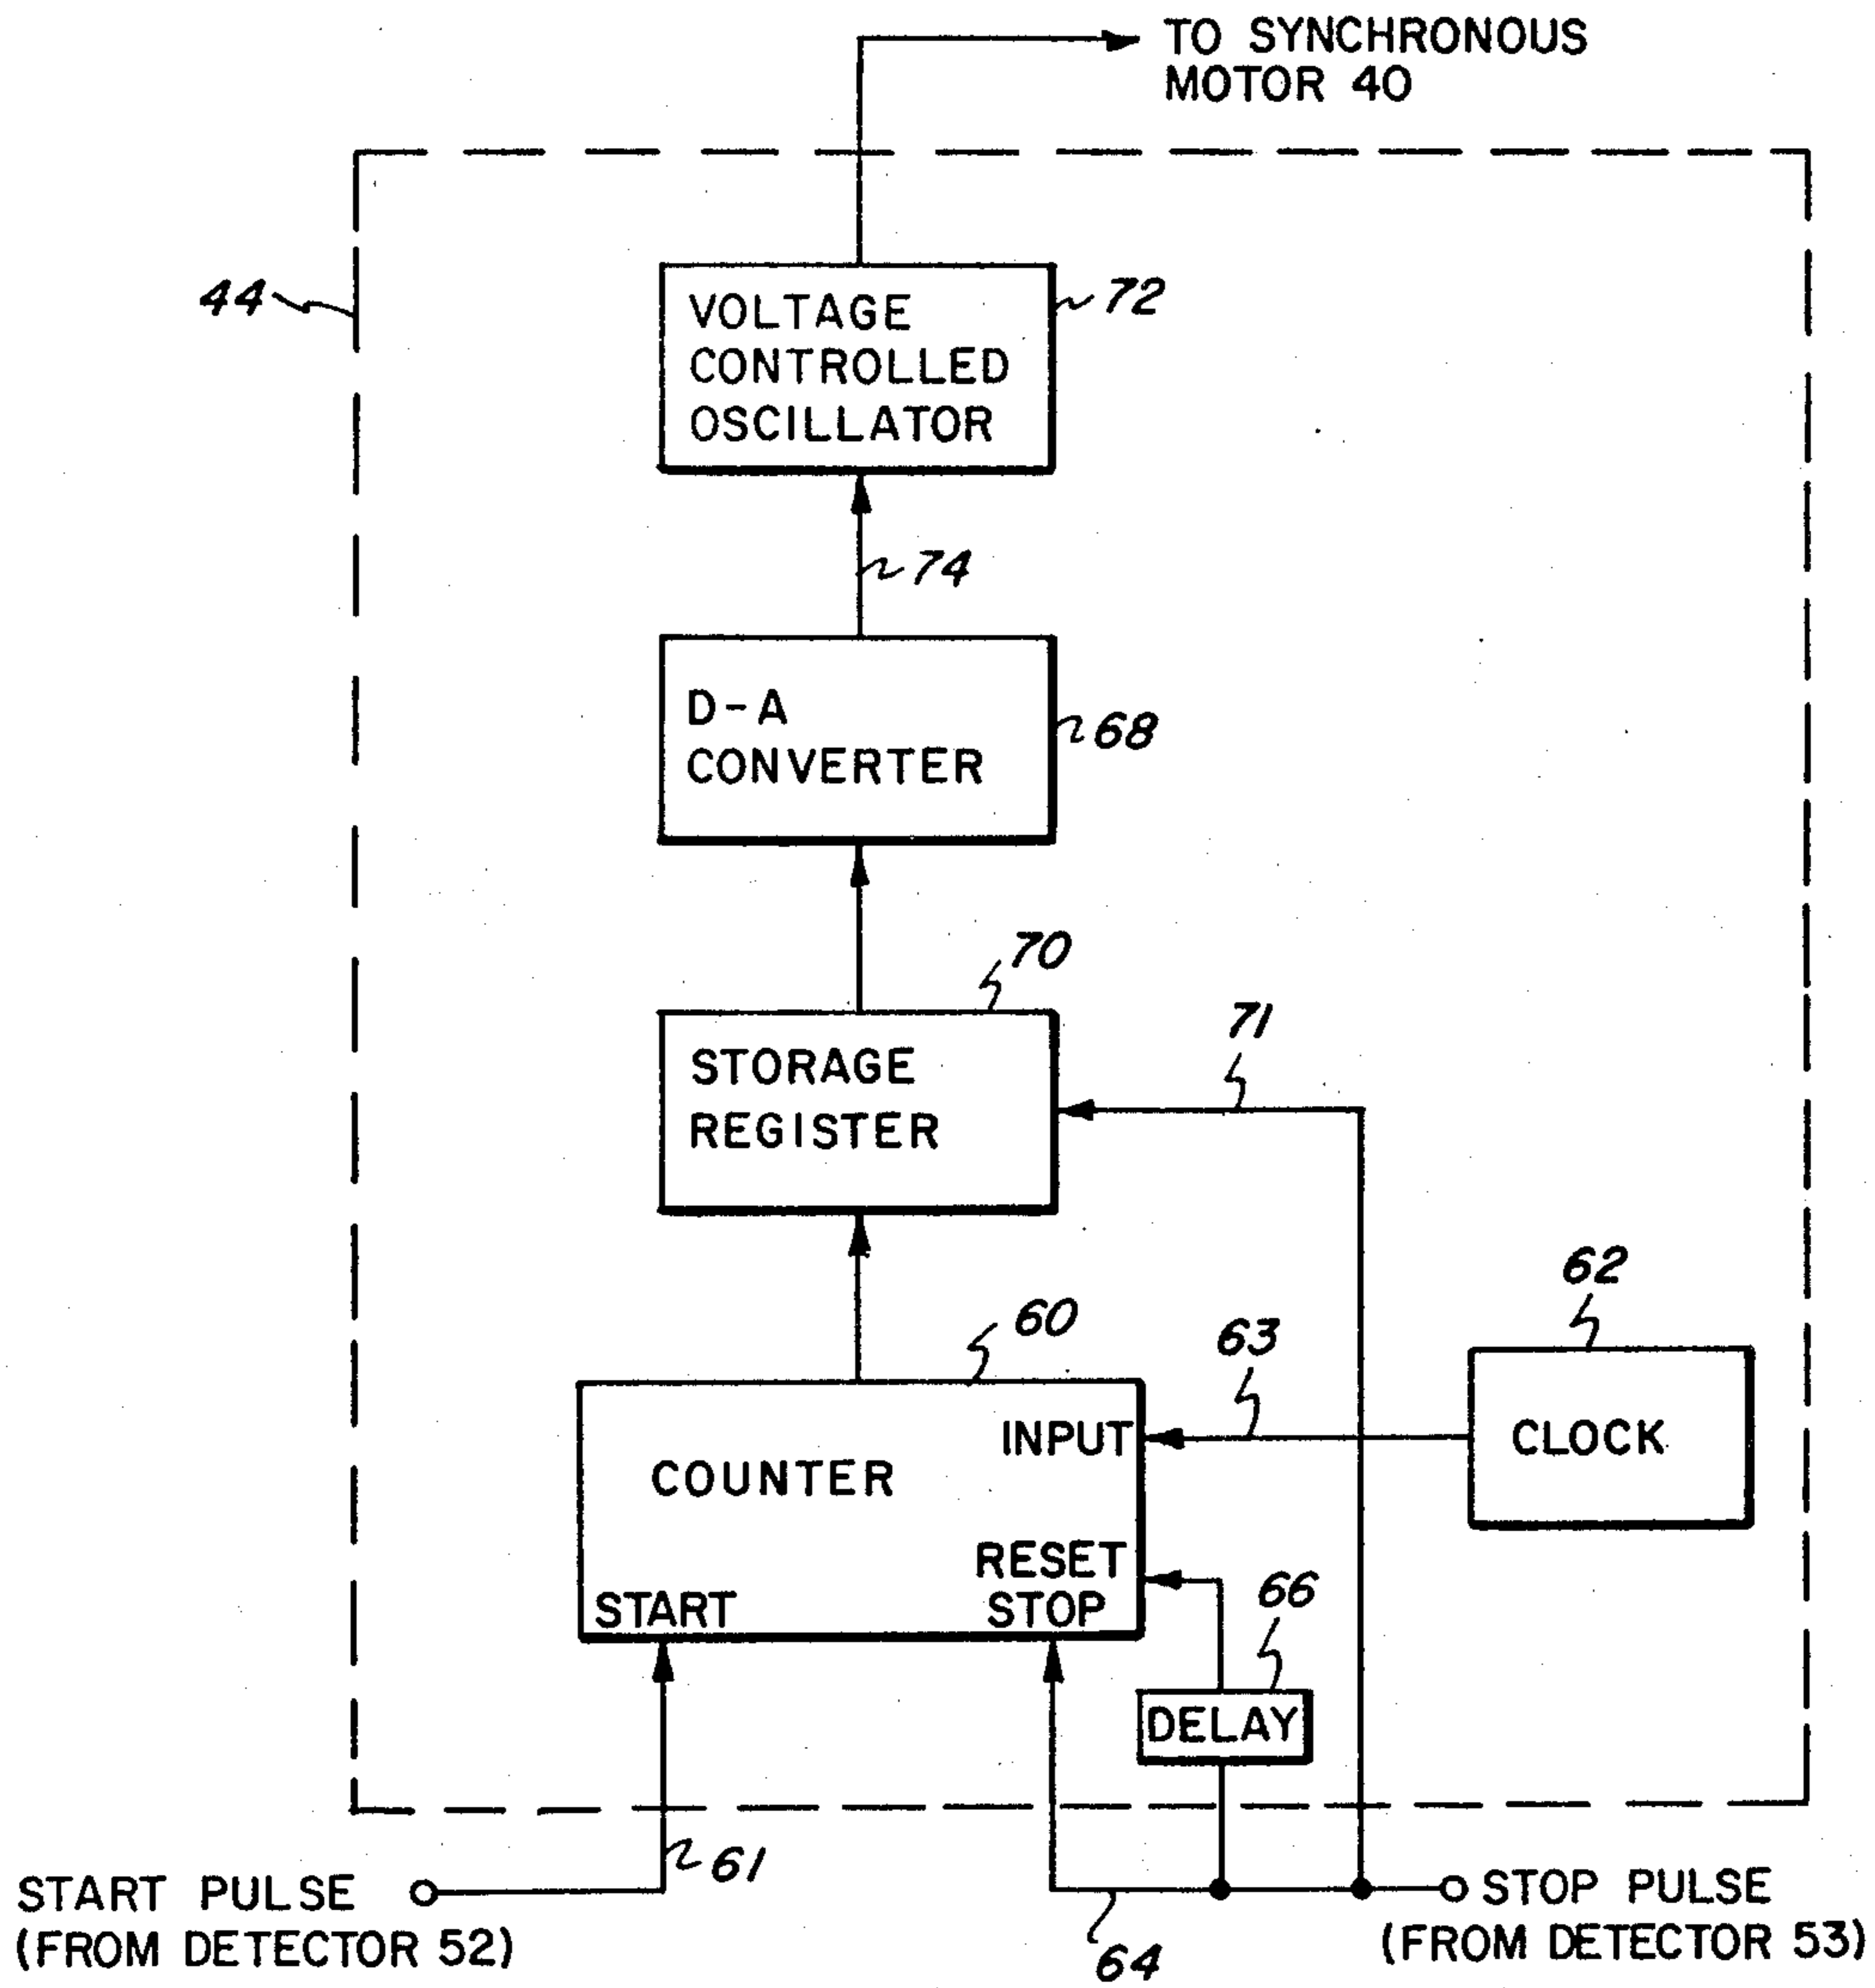 TO SYNCHRONOUS
MOTOR 40
44
VOLTAGE
CONTROLLED
OSCILLATOR
72
74
D-A
CONVERTER
68
70
STORAGE
REGISTER
71
62
60
63
INPUT
CLOCK
COUNTER
RESET
STOP
START
66
DELAY
61
START PULSE
(FROM DETECTOR 52)
64
STOP PULSE
(FROM DETECTOR 53)